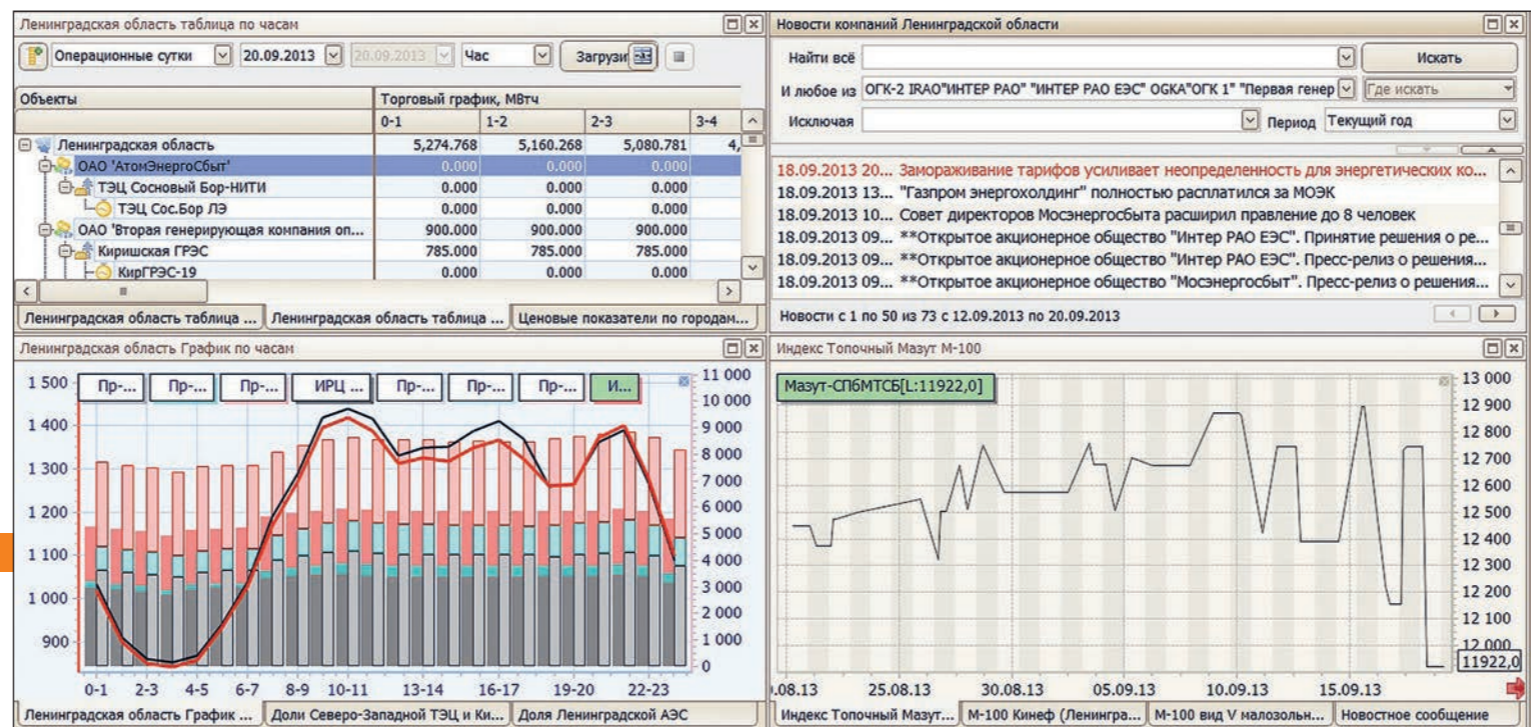 Ленинградская область таблица по часам
Операционные сутки 20.09.2013 20.09.2013 Час Загрузи
Объекты Торговый график, МВтч
0-1 1-2 2-3 3-4
Ленинградская область 5,274.768 5,160.268 5,080.781 4,
ОАО 'АтомЭнергоСбыт' 0.000 0.000 0.000
ТЭЦ Сосновый Бор-НИТИ 0.000 0.000 0.000
ТЭЦ Сос.Бор ЛЭ 0.000 0.000 0.000
ОАО 'Вторая генерирующая компания оп... 900.000 900.000 900.000
Киришская ГРЭС 785.000 785.000 785.000
КирГРЭС-19 0.000 0.000 0.000
Ленинградская область таблица ... Ленинградская область таблица ... Ценовые показатели по городам...
Новости компаний Ленинградской области
Найти всё Искать
И любое из ОГК-2 IRAO"ИНТЕР РАО" "ИНТЕР РАО ЕЭС" OGKA"ОГК 1" "Первая генер Где искать
Исключая Период Текущий год
18.09.2013 20... Замораживание тарифов усиливает неопределенность для энергетических ко...
18.09.2013 13... "Газпром энергохолдинг" полностью расплатился за МОЭК
18.09.2013 10... Совет директоров Мосэнергосбыта расширил правление до 8 человек
18.09.2013 09... **Открытое акционерное общество "Интер РАО ЕЭС". Принятие решения о ре...
18.09.2013 09... **Открытое акционерное общество "Интер РАО ЕЭС". Пресс-релиз о решения...
18.09.2013 09... **Открытое акционерное общество "Мосэнергосбыт". Пресс-релиз о решения...
Новости с 1 по 50 из 73 с 12.09.2013 по 20.09.2013
Ленинградская область График по часам
Пр-... Пр-... Пр-... ИРЦ ... Пр-... Пр-... Пр-... И...
1 500
1 400
1 300
1 200
1 100
1 000
900
11 000
10 000
9 000
8 000
7 000
6 000
5 000
4 000
3 000
2 000
1 000
0
0-1 2-3 4-5 6-7 8-9 10-11 13-14 16-17 19-20 22-23
Ленинградская область График ... Доли Северо-Западной ТЭЦ и Ки... Доля Ленинградской АЭС
Индекс Топочный Мазут М-100
Мазут-СПбМТСБ[L:11922,0]
13 000
12 900
12 800
12 700
12 600
12 500
12 400
12 300
12 200
12 100
12 000
11922,0
.08.13 25.08.13 30.08.13 05.09.13 10.09.13 15.09.13
Индекс Топочный Мазут... М-100 Кинеф (Ленингра... М-100 вид V малозольн... Новостное сообщение